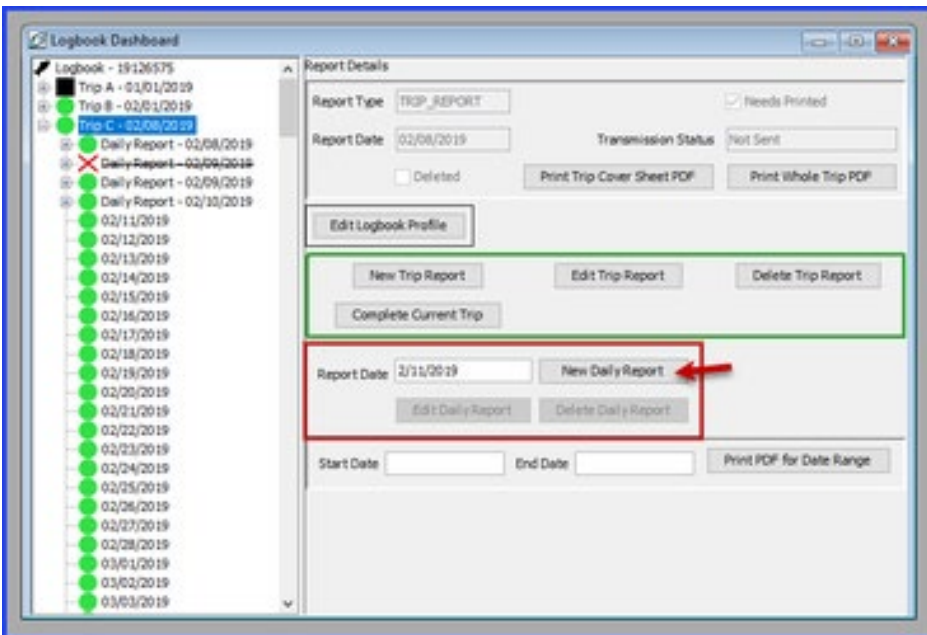 Logbook Dashboard
Logbook - 19126575
Trip A - 01/01/2019
Trip B - 02/01/2019
Trip C - 02/08/2019
Daily Report - 02/08/2019
Daily Report - 02/09/2019
Daily Report - 02/09/2019
Daily Report - 02/10/2019
02/11/2019
02/12/2019
02/13/2019
02/14/2019
02/15/2019
02/16/2019
02/17/2019
02/18/2019
02/19/2019
02/20/2019
02/21/2019
02/22/2019
02/23/2019
02/24/2019
02/25/2019
02/26/2019
02/27/2019
02/28/2019
03/01/2019
03/02/2019
03/03/2019
Report Details
Report Type TRIP_REPORT Needs Printed
Report Date 02/08/2019 Transmission Status Not Sent
Deleted Print Trip Cover Sheet PDF Print Whole Trip PDF
Edit Logbook Profile
New Trip Report Edit Trip Report Delete Trip Report
Complete Current Trip
Report Date 2/11/2019 New Daily Report
Edit Daily Report Delete Daily Report
Start Date End Date Print PDF for Date Range